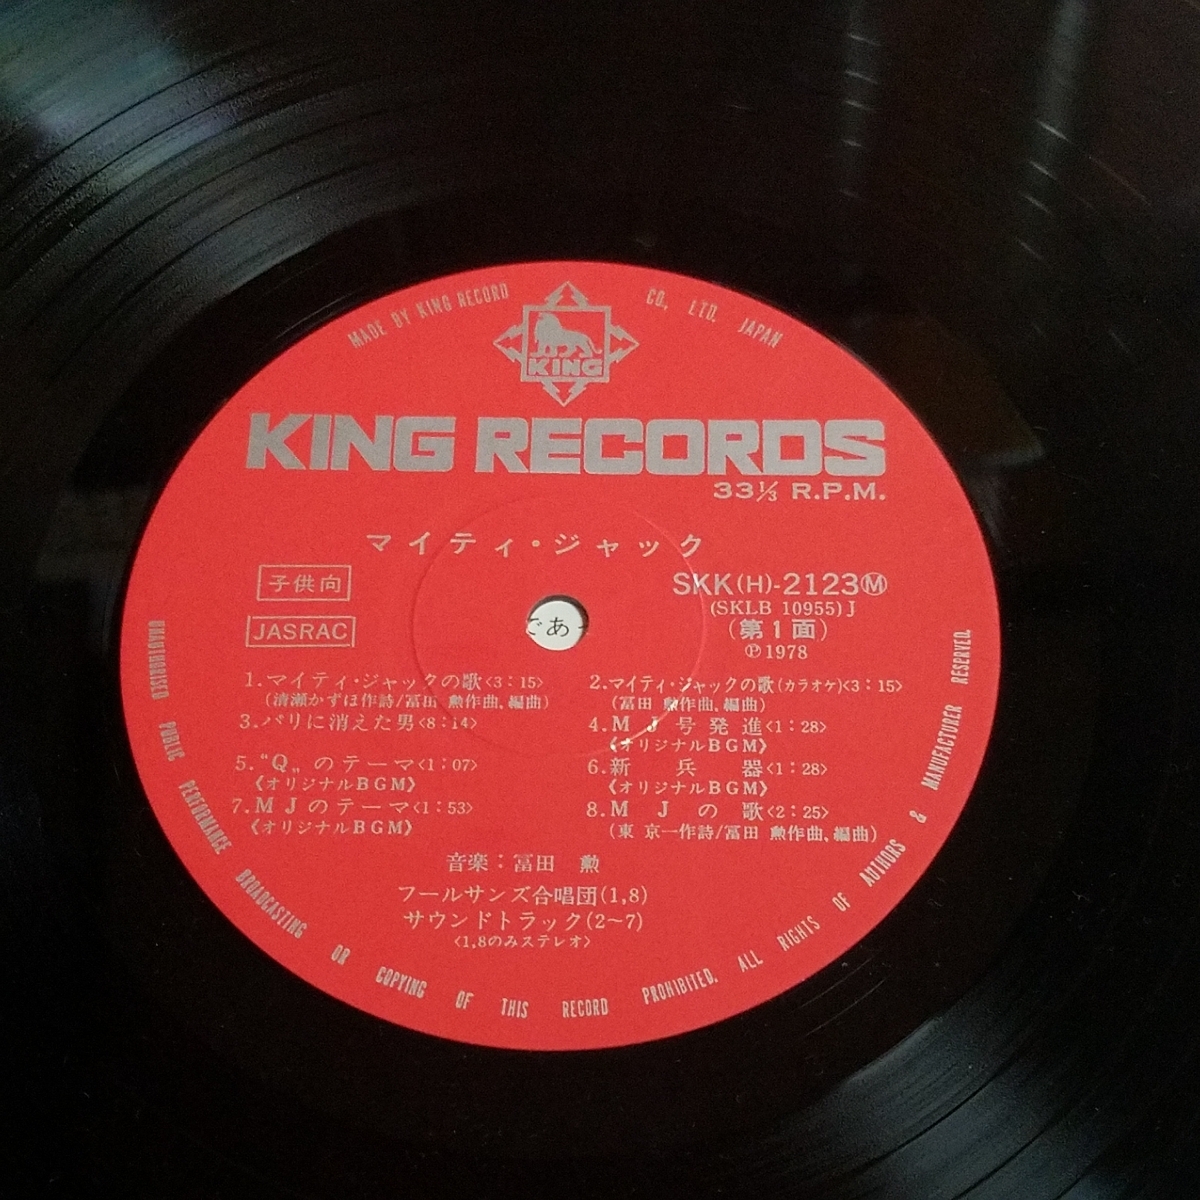 MADE BY KING RECORD CO., LTD. JAPAN
KING
KING RECORDS
33⅓ R.P.M.
マイティ・ジャック
子供向
SKK(H)-2123Ⓜ
(SKLB 10955)J
JASRAC
(第1面)
℗1978
であ
1.マイティ・ジャックの歌<3:15>
(清瀬かずほ作詩/冨田 勲作曲、編曲)
2.マイティ・ジャックの歌(カラオケ)<3:15>
(冨田 勲作曲、編曲)
3.パリに消えた男<8:14>
4.MJ号発進<1:28>
《オリジナルBGM》
5."Q„のテーマ<1:07>
《オリジナルBGM》
6.新兵器<1:28>
《オリジナルBGM》
7.MJのテーマ<1:53>
《オリジナルBGM》
8.MJの歌<2:25>
(東 京一作詩/冨田 勲作曲、編曲)
音楽:冨田 勲
フールサンズ合唱団(1,8)
サウンドトラック(2〜7)
<1,8のみステレオ>
UNAUTHORISED PUBLIC PERFORMANCE BROADCASTING OR COPYING OF THIS RECORD PROHIBITED. ALL RIGHTS OF AUTHORS & MANUFACTURER RESERVED.